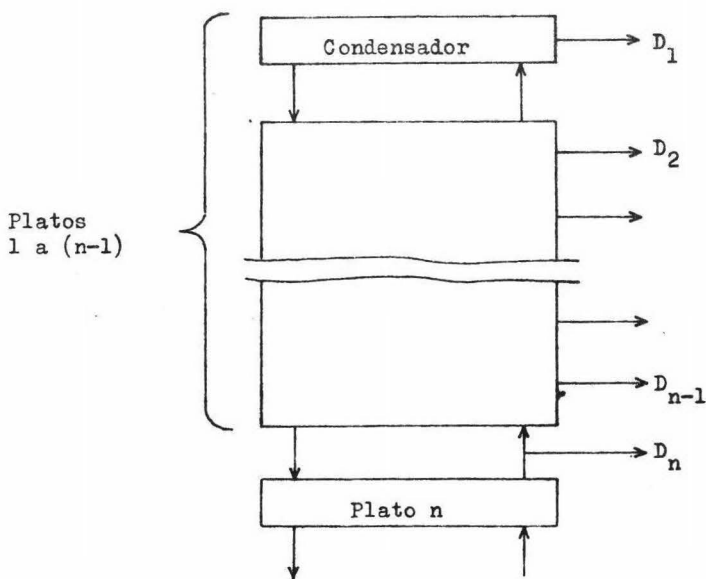 Condensador
D1
D2
Platos
1 a (n-1)
Dn-1
Dn
Plato n